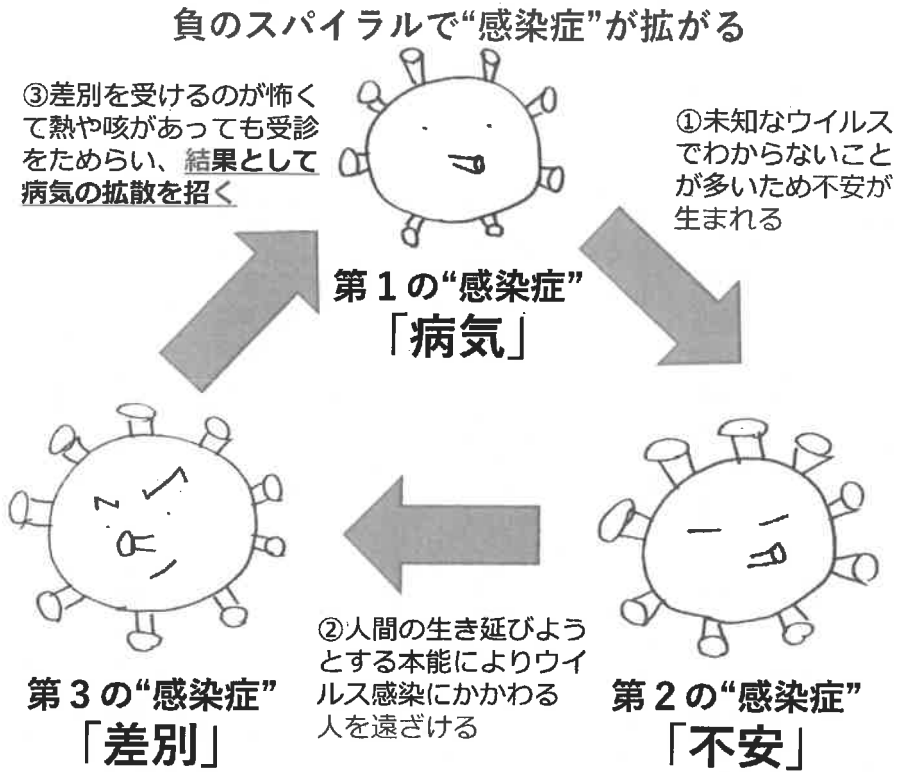 負のスパイラルで“感染症”が拡がる
③差別を受けるのが怖く
て熱や咳があっても受診
をためらい、結果として
病気の拡散を招く
①未知なウイルス
でわからないこと
が多いため不安が
生まれる
第1の“感染症”
「病気」
②人間の生き延びよう
とする本能によりウイ
ルス感染にかかわる
人を遠ざける
第3の“感染症”
「差別」
第2の“感染症”
「不安」